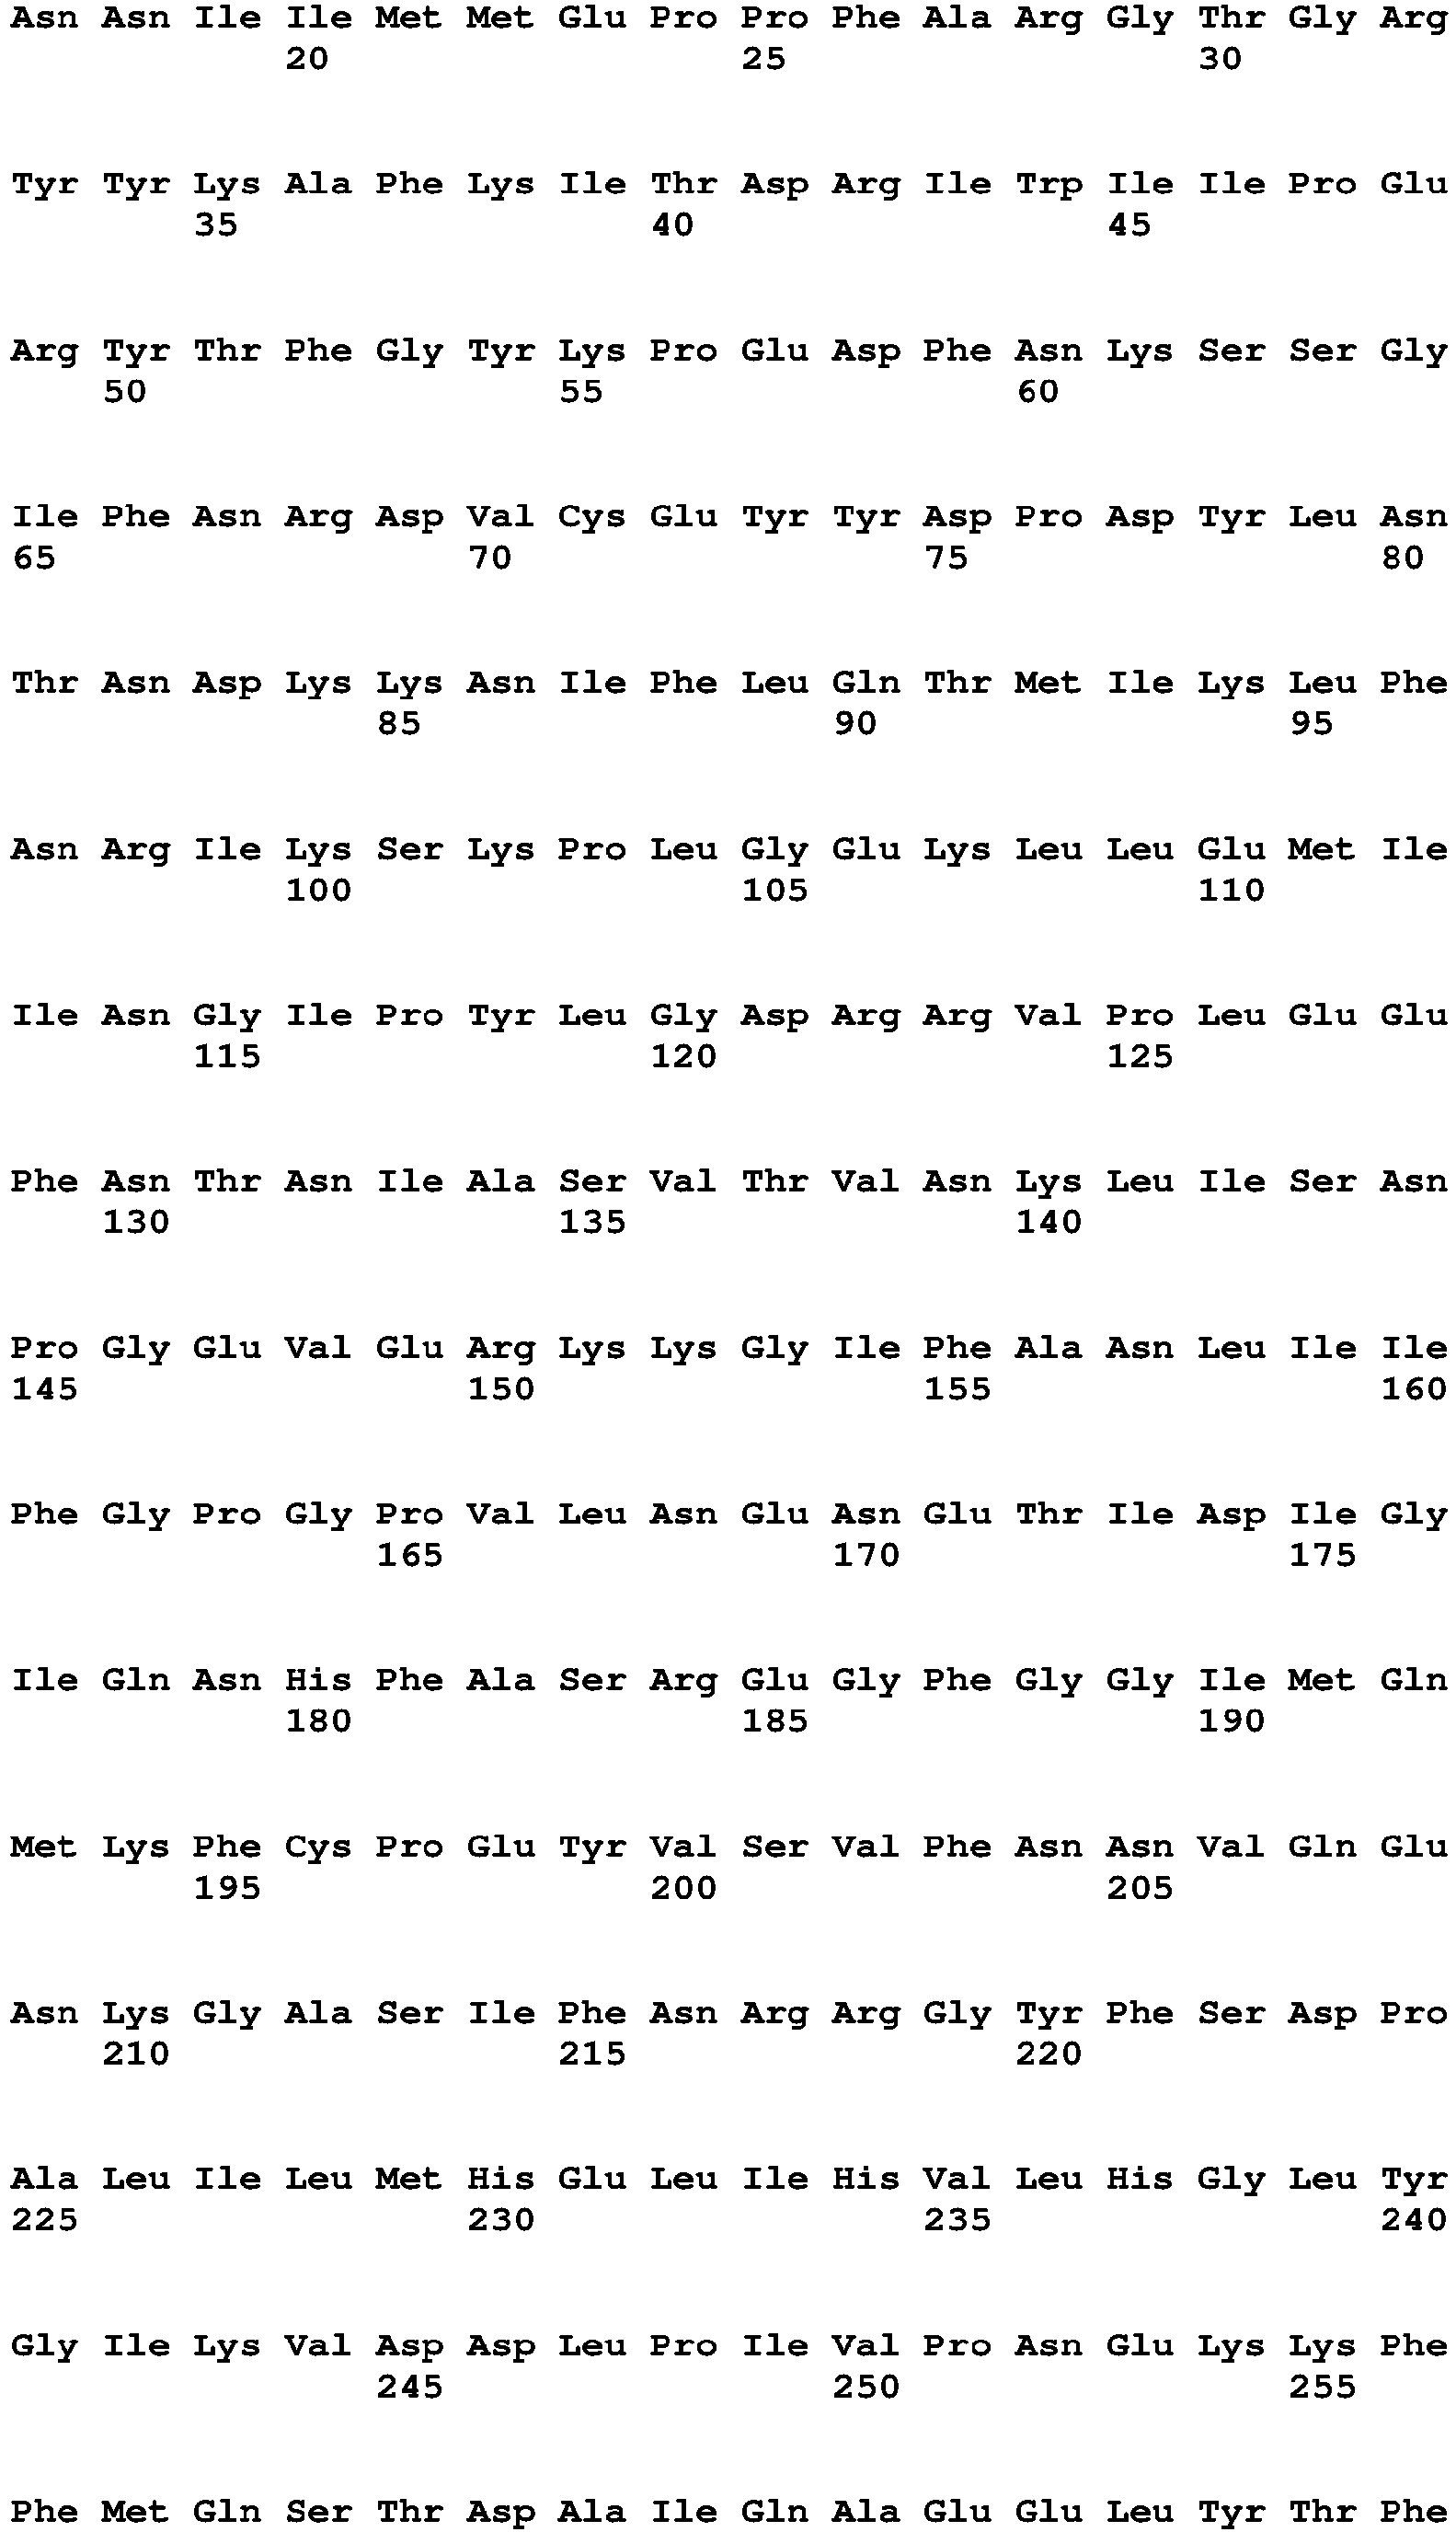 Asn Asn Ile Ile Met Met Glu Pro Pro Phe Ala Arg Gly Thr Gly Arg
20 25 30
Tyr Tyr Lys Ala Phe Lys Ile Thr Asp Arg Ile Trp Ile Ile Pro Glu
35 40 45
Arg Tyr Thr Phe Gly Tyr Lys Pro Glu Asp Phe Asn Lys Ser Ser Gly
50 55 60
Ile Phe Asn Arg Asp Val Cys Glu Tyr Tyr Asp Pro Asp Tyr Leu Asn
65 70 75 80
Thr Asn Asp Lys Lys Asn Ile Phe Leu Gln Thr Met Ile Lys Leu Phe
85 90 95
Asn Arg Ile Lys Ser Lys Pro Leu Gly Glu Lys Leu Leu Glu Met Ile
100 105 110
Ile Asn Gly Ile Pro Tyr Leu Gly Asp Arg Arg Val Pro Leu Glu Glu
115 120 125
Phe Asn Thr Asn Ile Ala Ser Val Thr Val Asn Lys Leu Ile Ser Asn
130 135 140
Pro Gly Glu Val Glu Arg Lys Lys Gly Ile Phe Ala Asn Leu Ile Ile
145 150 155 160
Phe Gly Pro Gly Pro Val Leu Asn Glu Asn Glu Thr Ile Asp Ile Gly
165 170 175
Ile Gln Asn His Phe Ala Ser Arg Glu Gly Phe Gly Gly Ile Met Gln
180 185 190
Met Lys Phe Cys Pro Glu Tyr Val Ser Val Phe Asn Asn Val Gln Glu
195 200 205
Asn Lys Gly Ala Ser Ile Phe Asn Arg Arg Gly Tyr Phe Ser Asp Pro
210 215 220
Ala Leu Ile Leu Met His Glu Leu Ile His Val Leu His Gly Leu Tyr
225 230 235 240
Gly Ile Lys Val Asp Asp Leu Pro Ile Val Pro Asn Glu Lys Lys Phe
245 250 255
Phe Met Gln Ser Thr Asp Ala Ile Gln Ala Glu Glu Leu Tyr Thr Phe